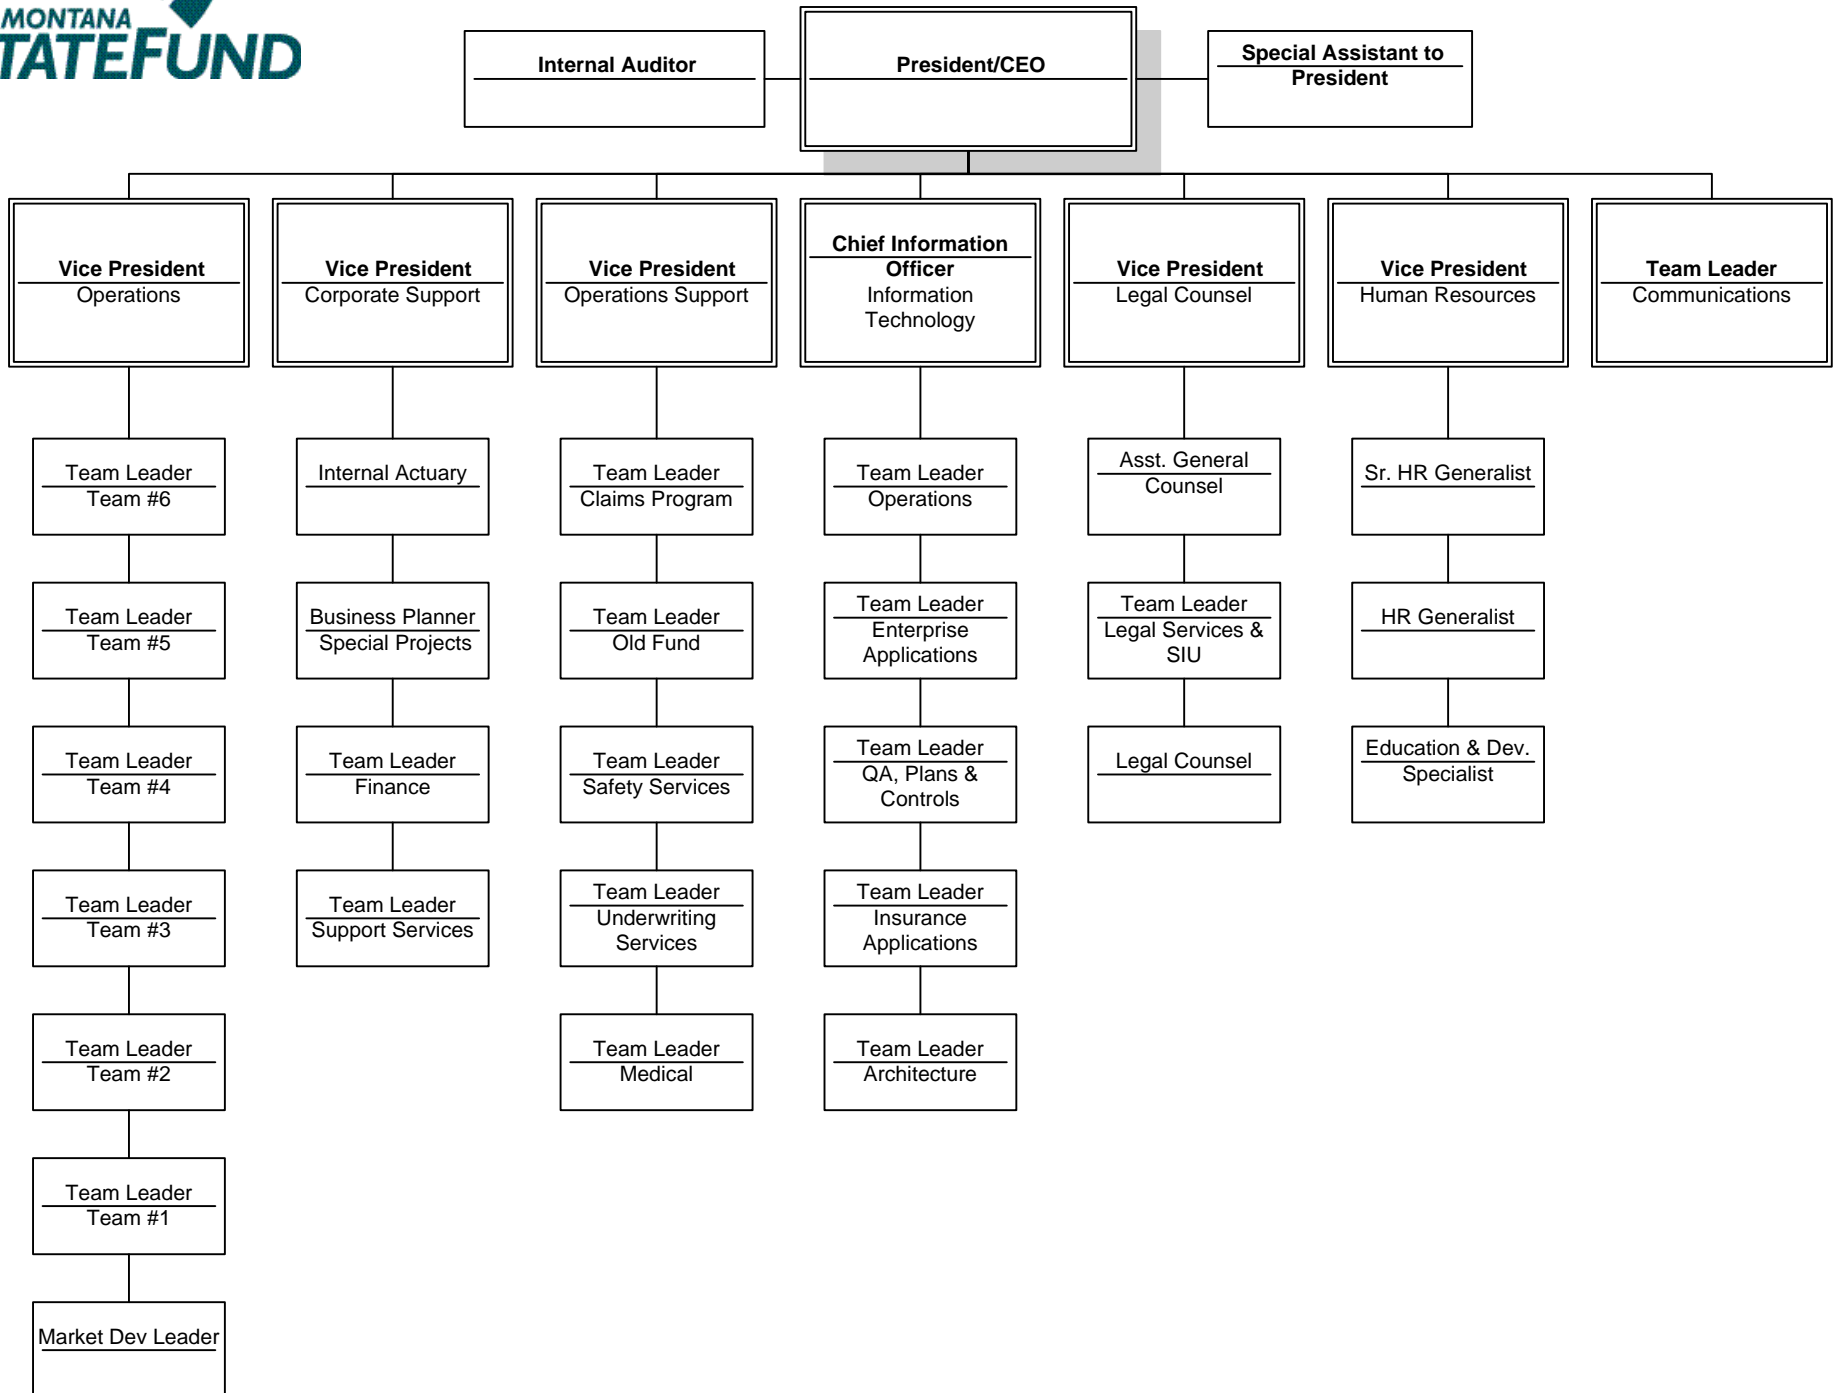 MONTANA
TATEFUND
Internal Auditor
President/CEO
Special Assistant to
President
Vice President
Operations
Vice President
Corporate Support
Vice President
Operations Support
Chief Information
Officer
Information
Technology
Vice President
Legal Counsel
Vice President
Human Resources
Team Leader
Communications
Team Leader
Team #6
Internal Actuary
Team Leader
Claims Program
Team Leader
Operations
Asst. General
Counsel
Sr. HR Generalist
Team Leader
Team #5
Business Planner
Special Projects
Team Leader
Old Fund
Team Leader
Enterprise
Applications
Team Leader
Legal Services &
SIU
HR Generalist
Team Leader
Team #4
Team Leader
Finance
Team Leader
Safety Services
Team Leader
QA, Plans &
Controls
Legal Counsel
Education & Dev.
Specialist
Team Leader
Team #3
Team Leader
Support Services
Team Leader
Underwriting
Services
Team Leader
Insurance
Applications
Team Leader
Team #2
Team Leader
Medical
Team Leader
Architecture
Team Leader
Team #1
Market Dev Leader